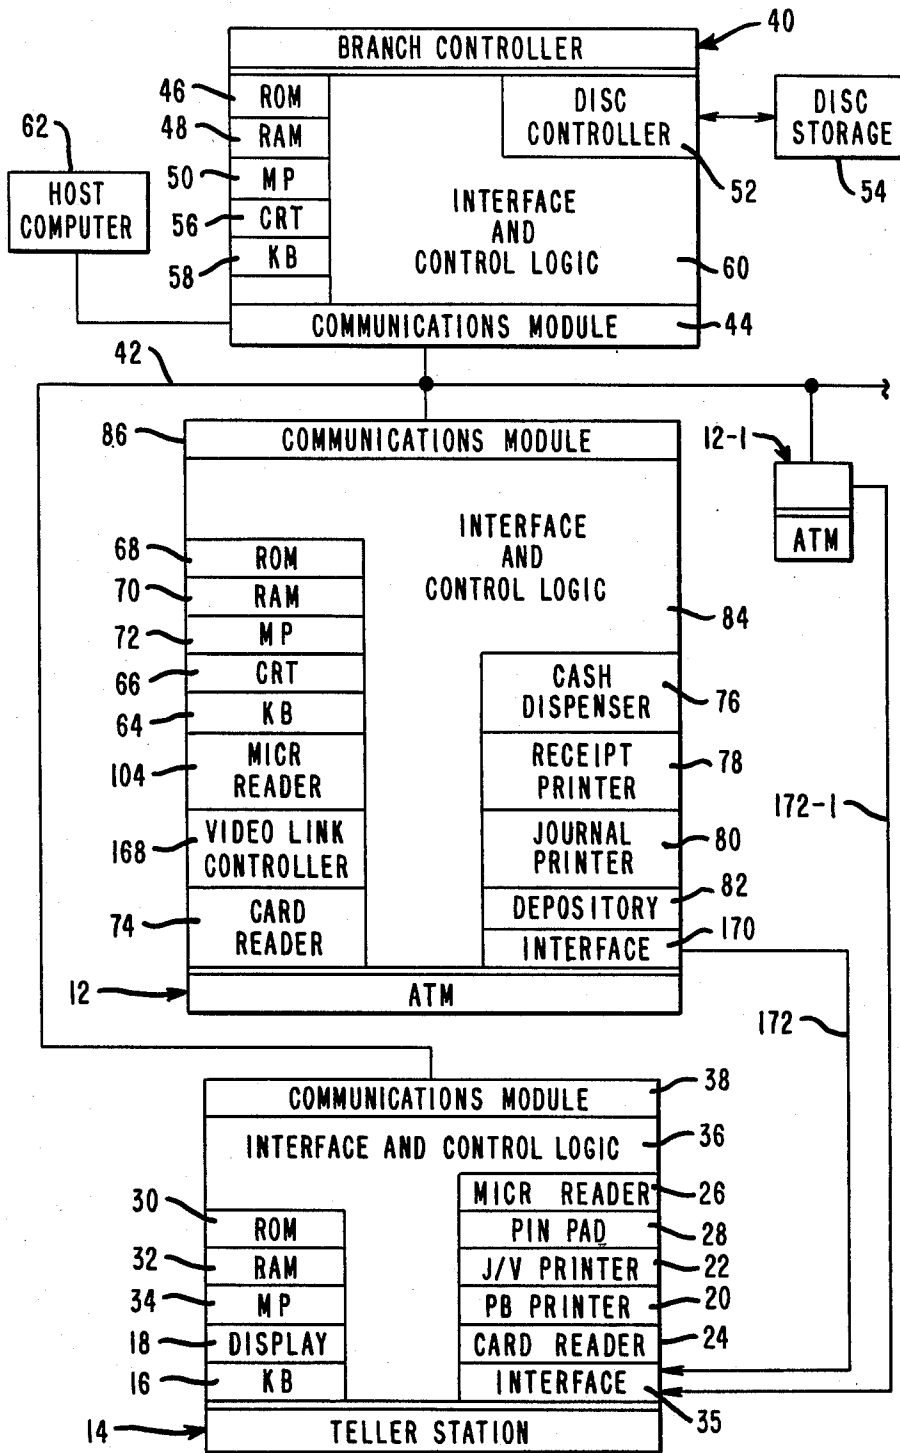 BRANCH CONTROLLER
40
46
ROM
DISC
CONTROLLER
DISC
STORAGE
48
RAM
62
50
MP
52
54
HOST
COMPUTER
56
CRT
INTERFACE
AND
CONTROL LOGIC
58
KB
60
COMMUNICATIONS MODULE
44
42
86
COMMUNICATIONS MODULE
12-1
ATM
INTERFACE
AND
CONTROL LOGIC
68
ROM
70
RAM
84
72
MP
66
CRT
CASH
DISPENSER
76
64
KB
104
MICR
READER
RECEIPT
PRINTER
78
172-1
168
VIDEO LINK
CONTROLLER
JOURNAL
PRINTER
80
82
74
CARD
READER
DEPOSITORY
170
INTERFACE
12
ATM
172
COMMUNICATIONS MODULE
38
INTERFACE AND CONTROL LOGIC
36
MICR READER
26
30
ROM
PIN PAD
28
32
RAM
J/V PRINTER
22
34
MP
PB PRINTER
20
18
DISPLAY
CARD READER
24
16
KB
INTERFACE
35
14
TELLER STATION